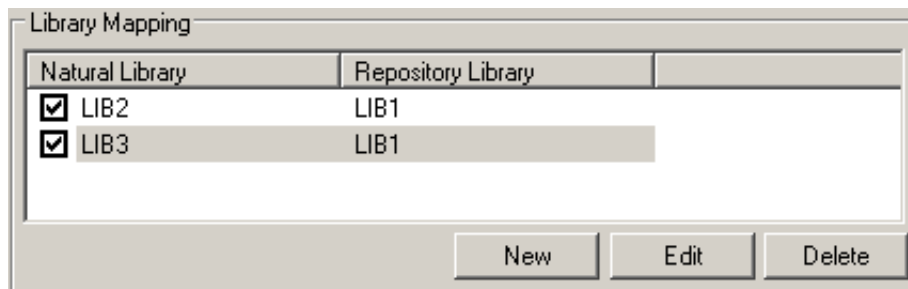 Library Mapping
Natural Library Repository Library
LIB2 LIB1
LIB3 LIB1
New Edit Delete